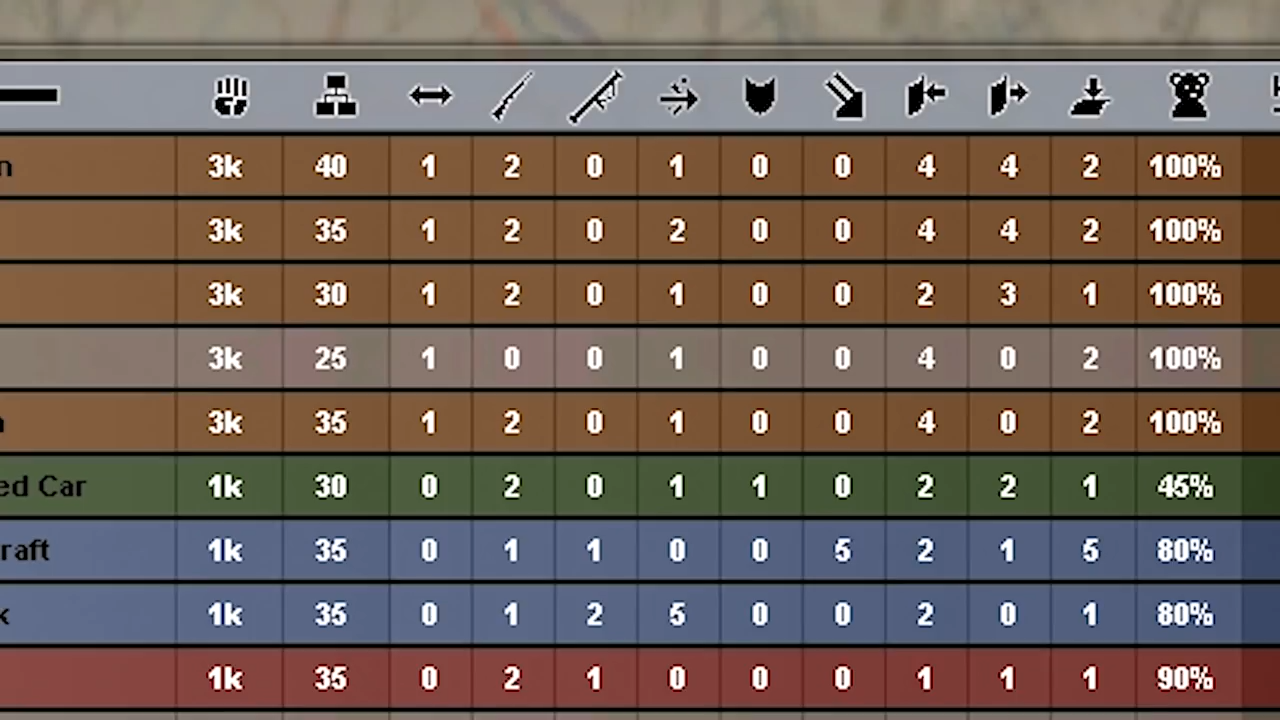 n 3k 40 1 2 0 1 0 0 4 4 2 100%
3k 35 1 2 0 2 0 0 4 4 2 100%
3k 30 1 2 0 1 0 0 2 3 1 100%
3k 25 1 0 0 1 0 0 4 0 2 100%
3k 35 1 2 0 1 0 0 4 0 2 100%
ed Car 1k 30 0 2 0 1 1 0 2 2 1 45%
raft 1k 35 0 1 1 0 0 5 2 1 5 80%
k 1k 35 0 1 2 5 0 0 2 0 1 80%
1k 35 0 2 1 0 0 0 1 1 1 90%